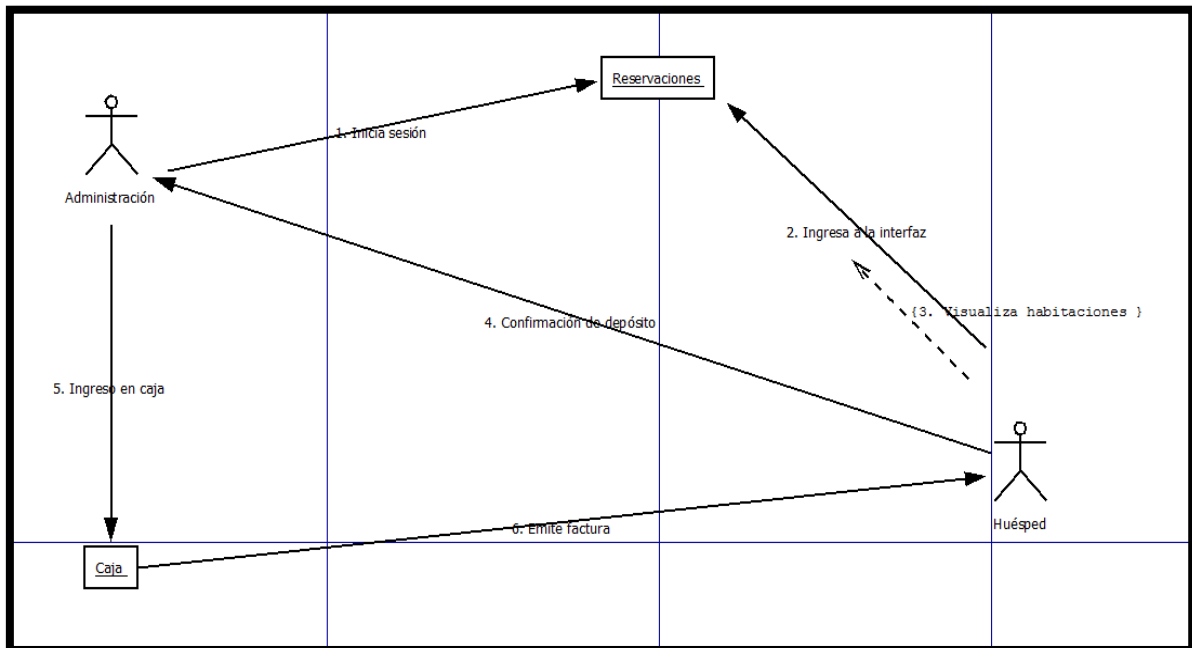 Reservaciones
1. Inicia sesión
Administración
2. Ingresa a la interfaz
{3. Visualiza habitaciones }
4. Confirmación de depósito
5. Ingreso en caja
Huésped
6. Emite factura
Caja